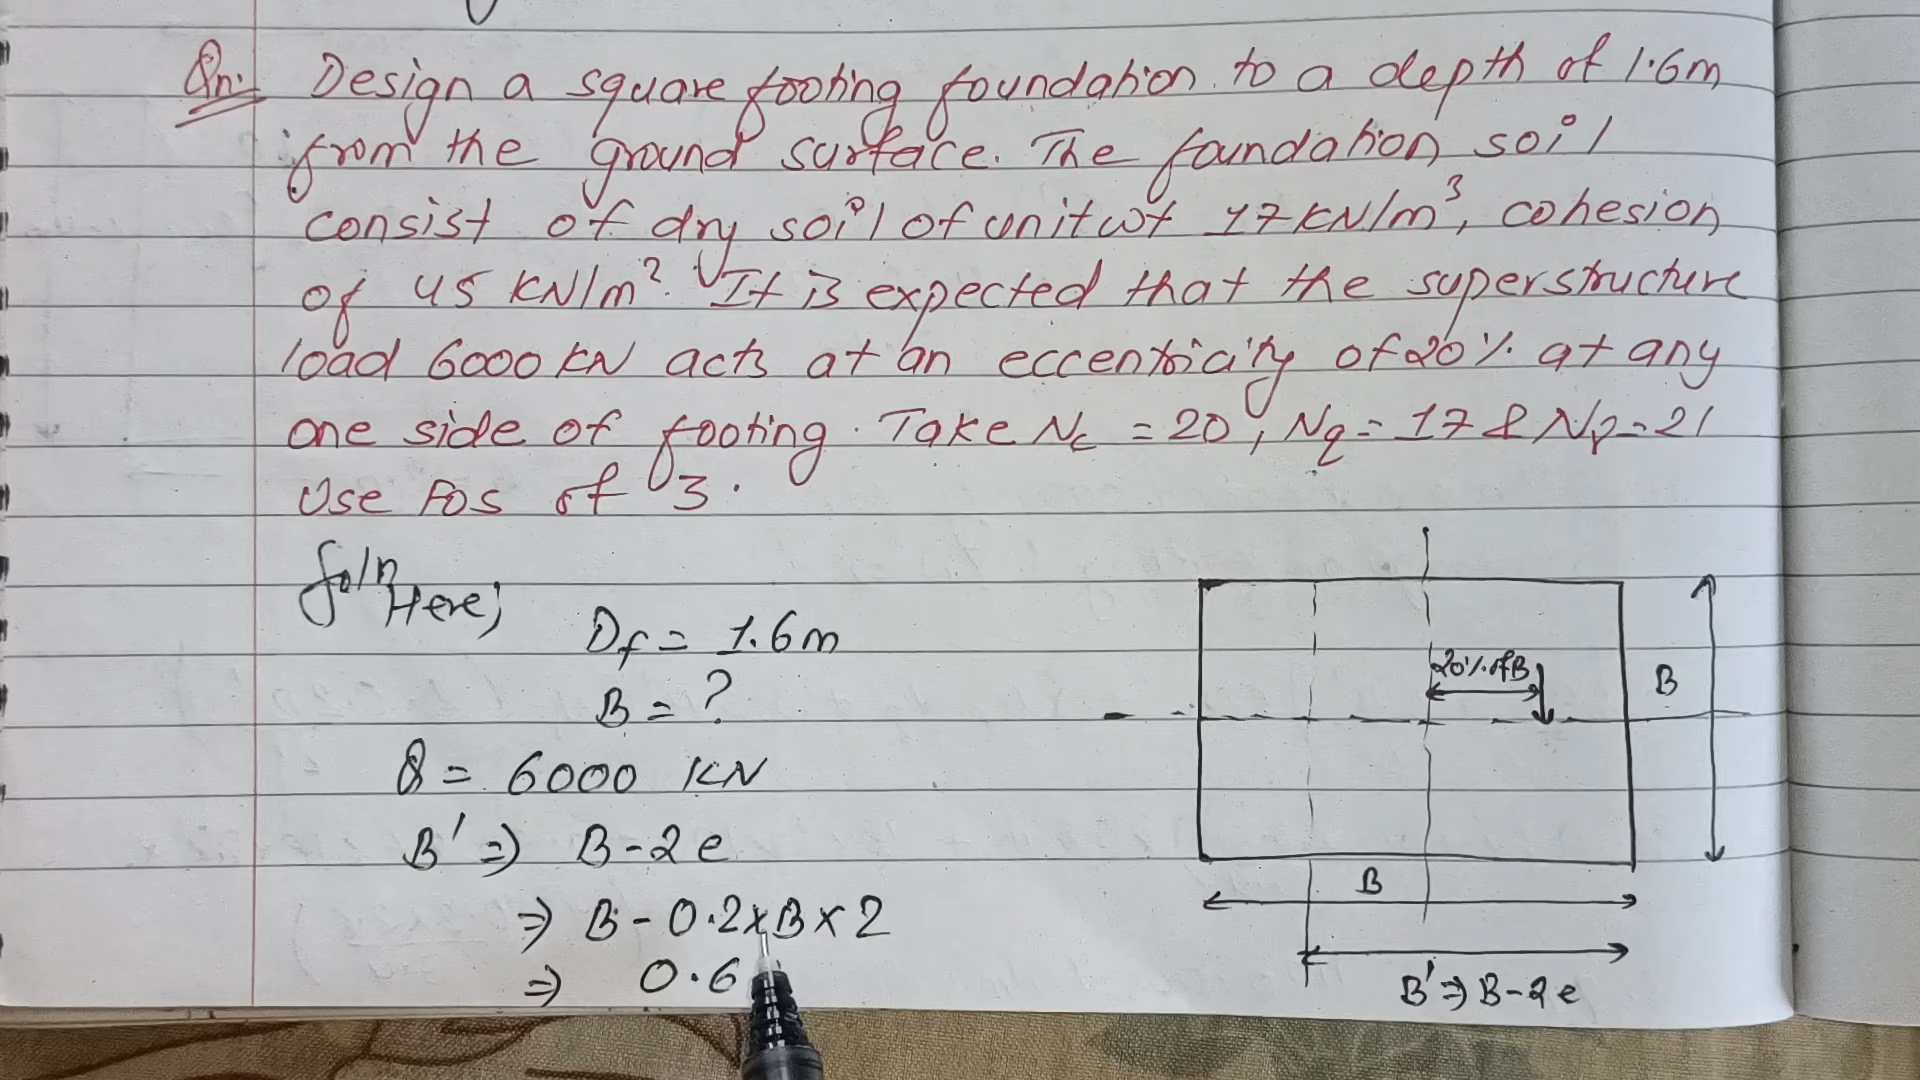 Qn. Design a square footing foundation to a depth of 1.6m
from the ground surface. The foundation soil
consist of dry soil of unit wt 17 KN/m³, cohesion
of 45 KN/m². It is expected that the superstructure
load 6000 KN acts at an eccentricity of 20% at any
one side of footing. Take Nc = 20, Nq = 17 & Nγ = 21
Use FOS of 3.
Soln
Here;
Df = 1.6m
B = ?
Q = 6000 KN
B' ⇒ B-2e
⇒ B - 0.2×B×2
⇒ 0.6
20% of B
B
B
B' ⇒ B-2e